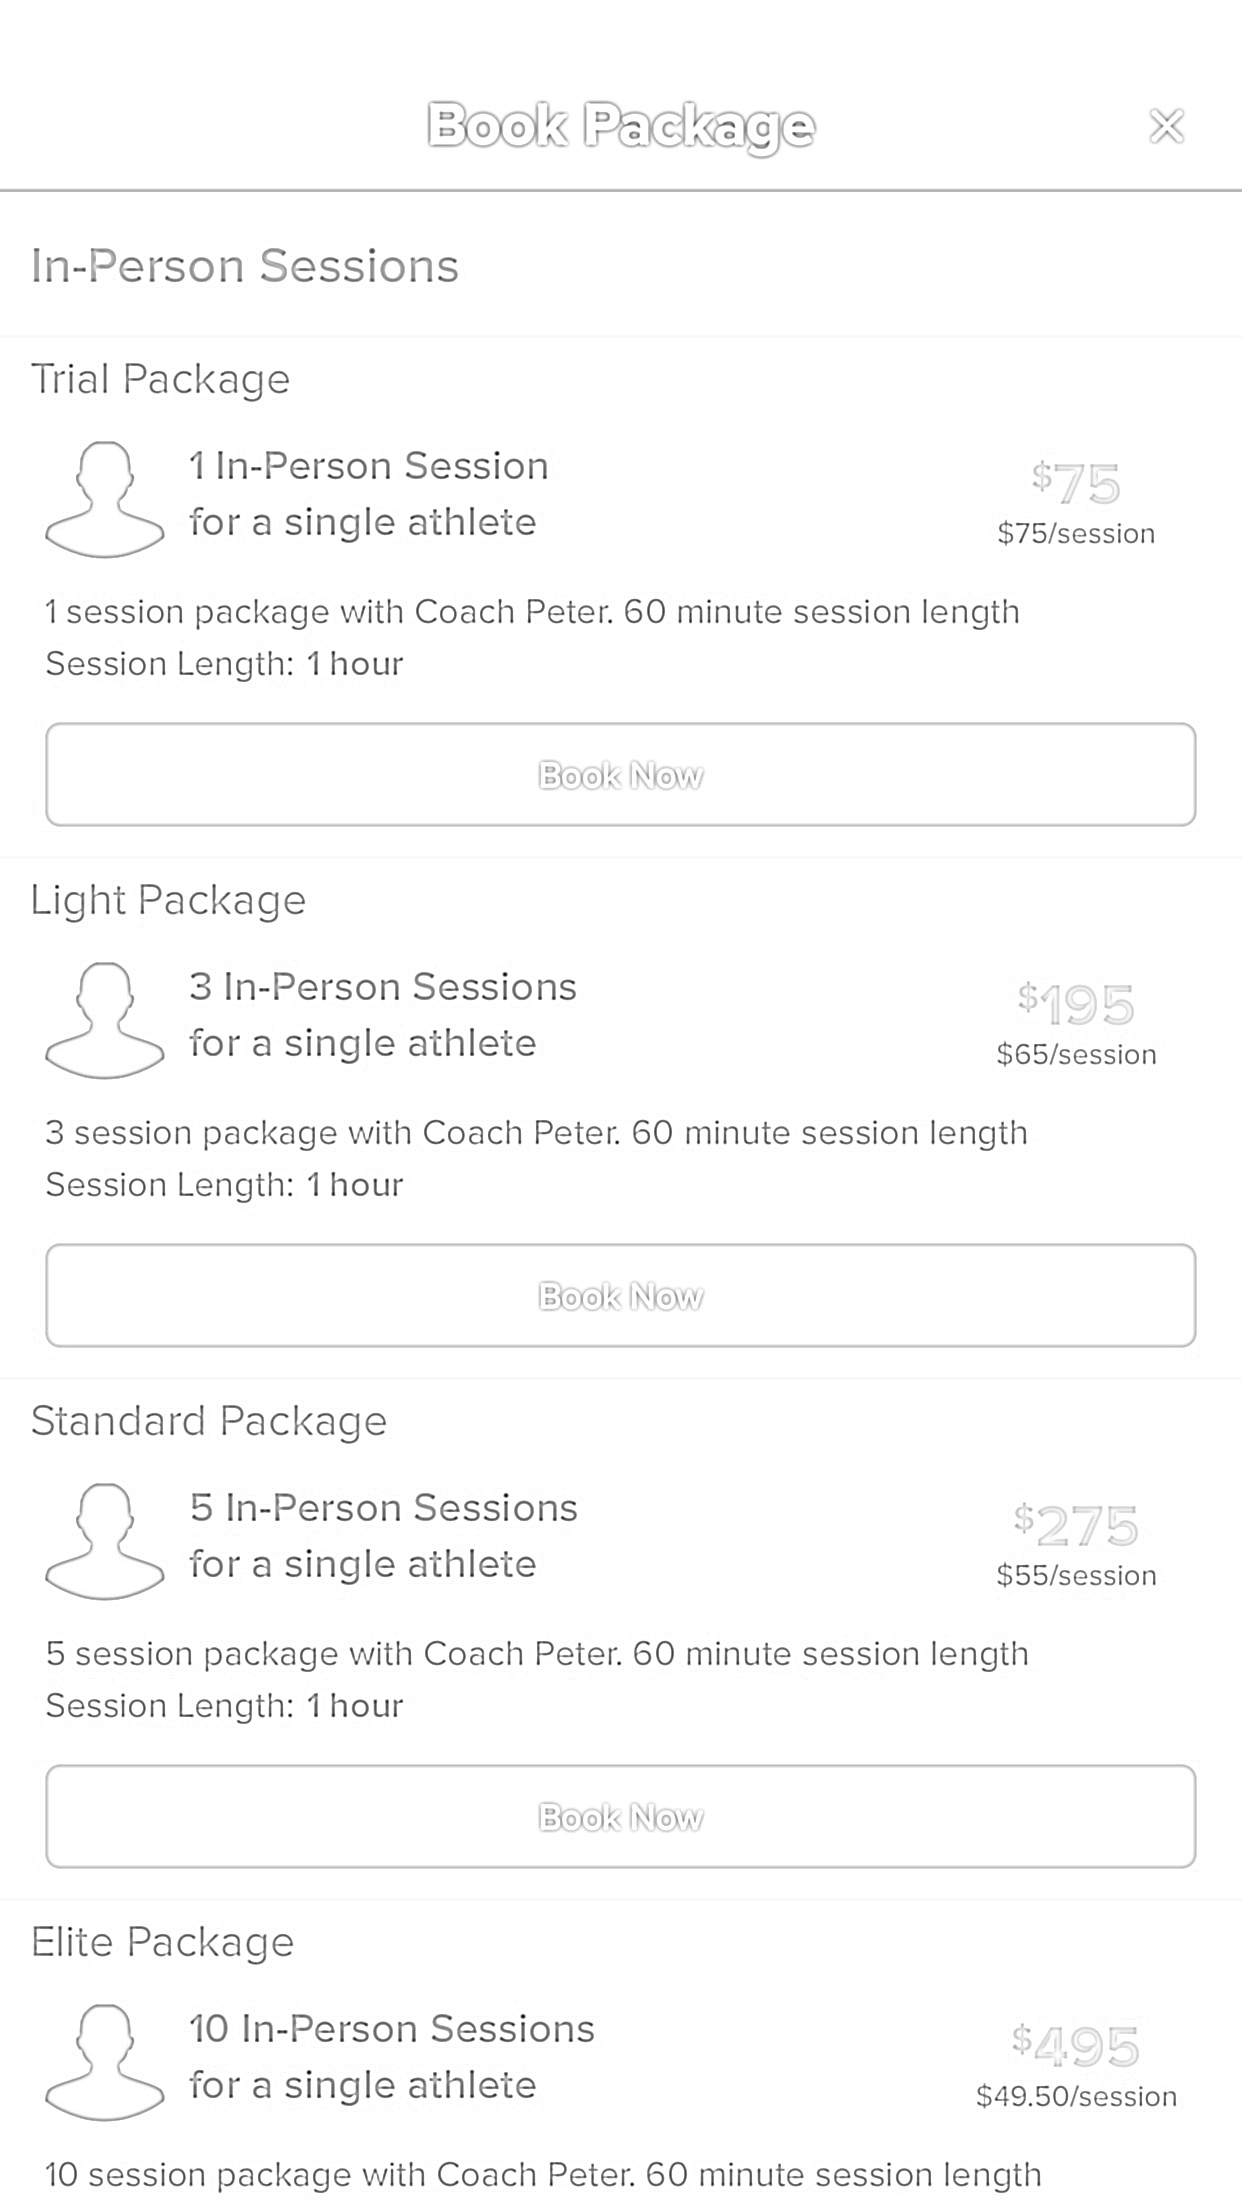 Book Package
In-Person Sessions
Trial Package
1 In-Person Session
for a single athlete
$75
$75/session
1 session package with Coach Peter. 60 minute session length
Session Length: 1 hour
Book Now
Light Package
3 In-Person Sessions
for a single athlete
$195
$65/session
3 session package with Coach Peter. 60 minute session length
Session Length: 1 hour
Book Now
Standard Package
5 In-Person Sessions
for a single athlete
$275
$55/session
5 session package with Coach Peter. 60 minute session length
Session Length: 1 hour
Book Now
Elite Package
10 In-Person Sessions
for a single athlete
$495
$49.50/session
10 session package with Coach Peter. 60 minute session length